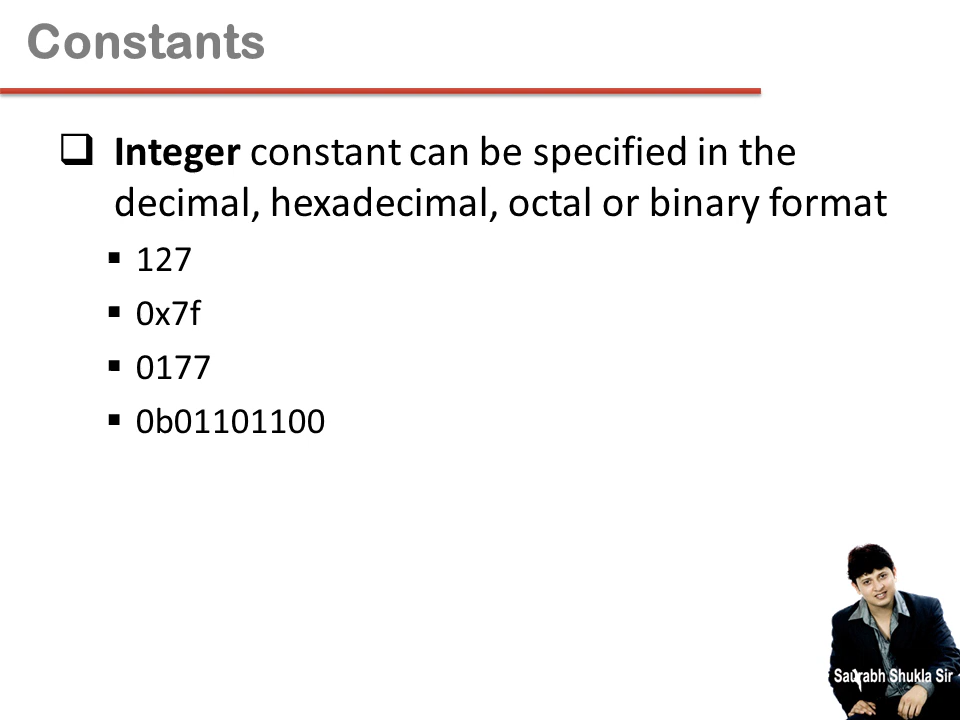 Constants
Integer constant can be specified in the
decimal, hexadecimal, octal or binary format
127
0x7f
0177
0b01101100
Saurabh Shukla Sir